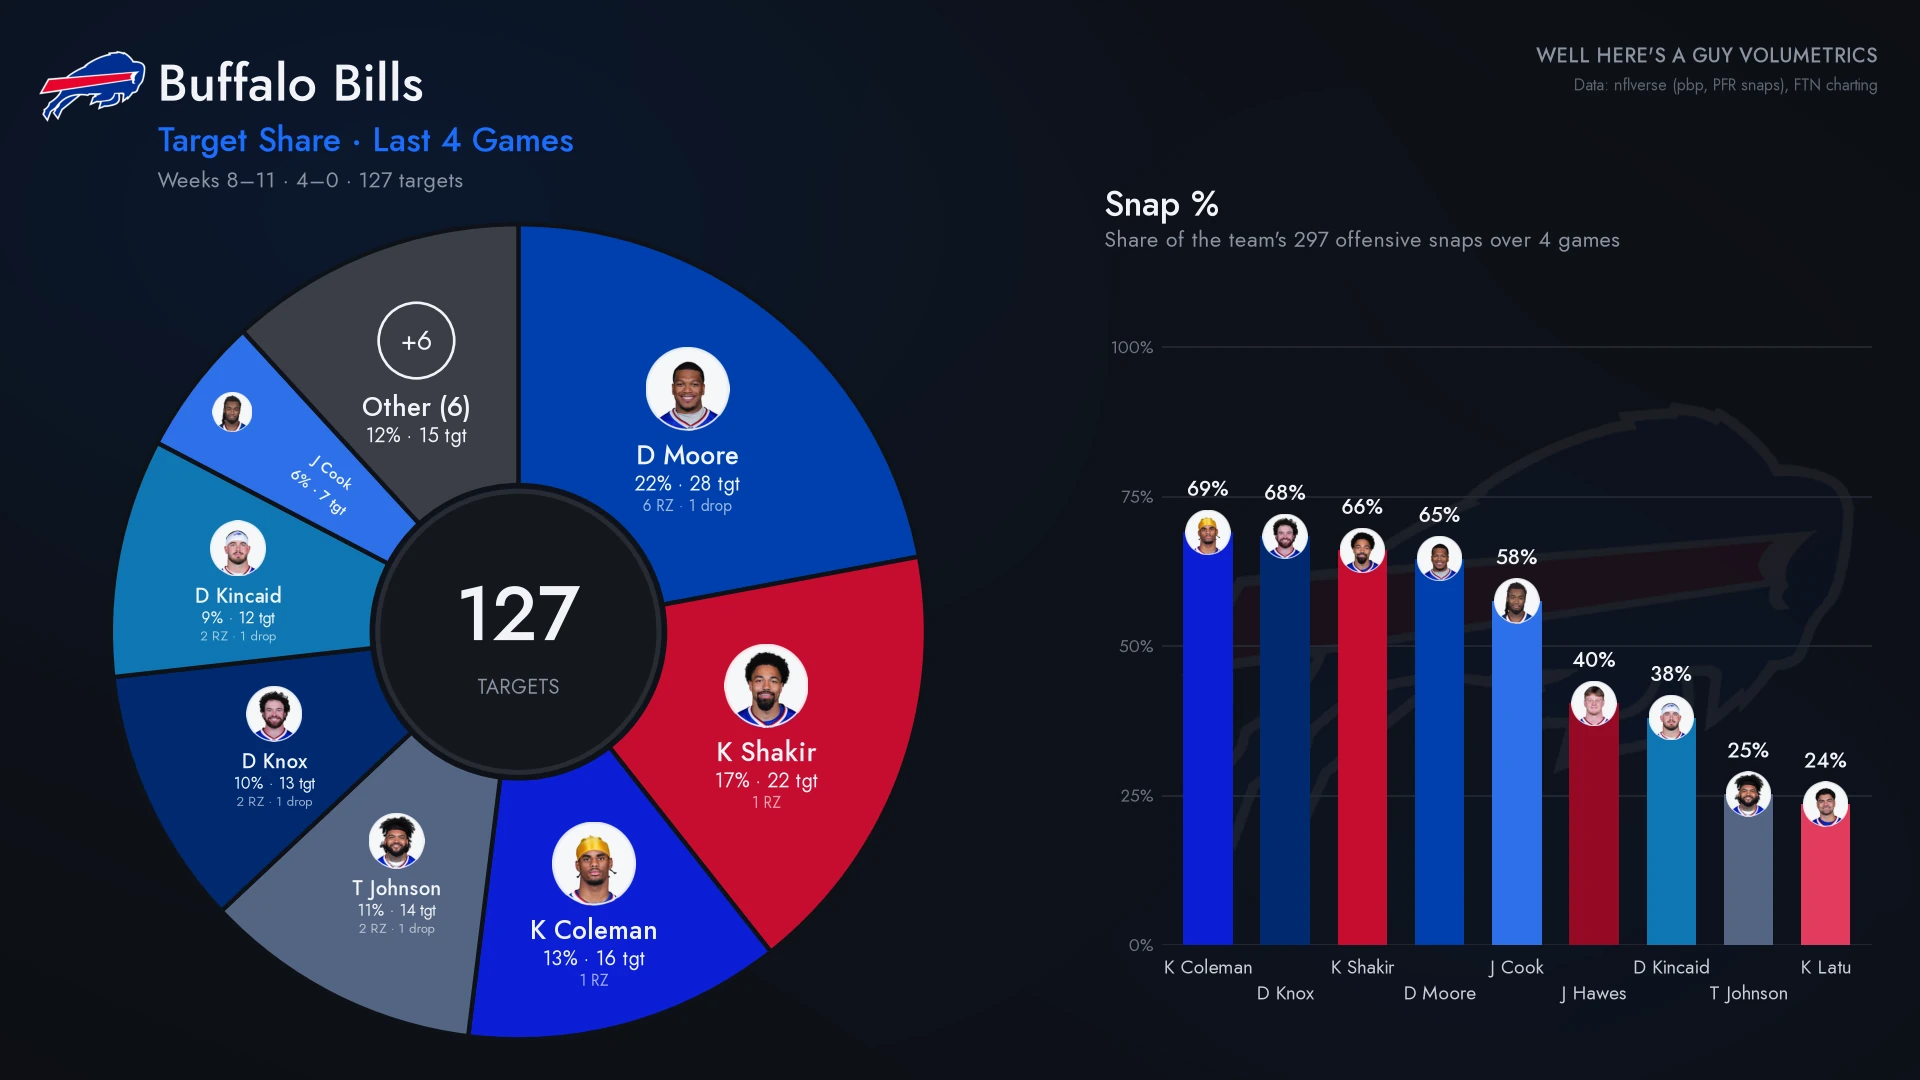 Buffalo Bills
Target Share · Last 4 Games
Weeks 8–11 · 4–0 · 127 targets
WELL HERE'S A GUY VOLUMETRICS
Data: nflverse (pbp, PFR snaps), FTN charting
+6
Other (6)
12% · 15 tgt
D Moore
22% · 28 tgt
6 RZ · 1 drop
J Cook
6% · 7 tgt
D Kincaid
9% · 12 tgt
2 RZ · 1 drop
127
TARGETS
K Shakir
17% · 22 tgt
1 RZ
D Knox
10% · 13 tgt
2 RZ · 1 drop
T Johnson
11% · 14 tgt
2 RZ · 1 drop
K Coleman
13% · 16 tgt
1 RZ
Snap %
Share of the team's 297 offensive snaps over 4 games
100%
75%
50%
25%
0%
69%
68%
66%
65%
58%
40%
38%
25%
24%
K Coleman
D Knox
K Shakir
D Moore
J Cook
J Hawes
D Kincaid
T Johnson
K Latu